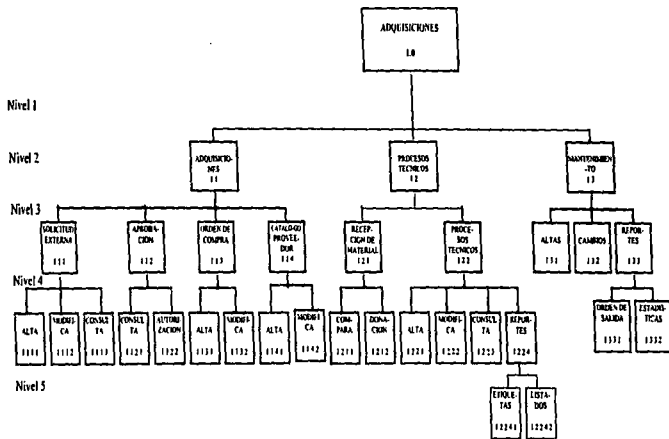 ADQUISICIONES
1.0
Nivel 1
Nivel 2
ADQUISICIO-
NES
11
PROCESOS
TECNICOS
12
MANTENIMIEN-
TO
13
Nivel 3
SOLICITUD
EXTERNA
111
APROBA-
CION
112
ORDEN DE
COMPRA
113
CATALOGO
PROVEE-
DOR
114
RECEP-
CION DE
MATERIAL
121
PROCE-
SOS
TECNICOS
122
ALTAS
131
CAMBIOS
132
REPOR-
TES
133
Nivel 4
ALTA
1111
MODIFI-
CA
1112
CONSUL-
TA
1113
CONSUL-
TA
1121
AUTORI-
ZACION
1122
ALTA
1131
MODIFI-
CA
1132
ALTA
1141
MODIFI-
CA
1142
COM-
PARA
1211
DONA-
CION
1212
ALTA
1221
MODIFI-
CA
1222
CONSUL-
TA
1223
REPOR-
TES
1224
ORDEN DE
SALIDA
1331
ESTADIS-
TICAS
1332
Nivel 5
ETIQUE-
TAS
12241
LISTA-
DOS
12242